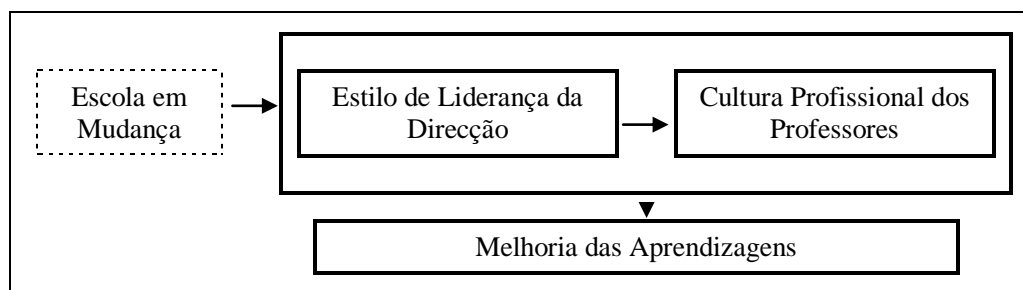 Escola em
Mudança
Estilo de Liderança da
Direcção
Cultura Profissional dos
Professores
Melhoria das Aprendizagens